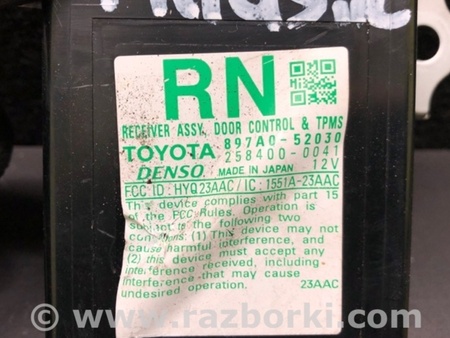 RN
RECEIVER ASSY, DOOR CONTROL & TPMS
TOYOTA 897A0-52030
DENSO 258400-0041
MADE IN JAPAN 12V
FCC ID: HYQ23AAC/IC: 1551A-23AAC
This device complies with part 15
of the FCC Rules. Operation is
subject to the following two
conditions: (1) This device may not
cause harmful interference, and
(2) this device must accept any
interference received, including
interference that may cause
undesired operation.
23AAC
© www.razborki.com